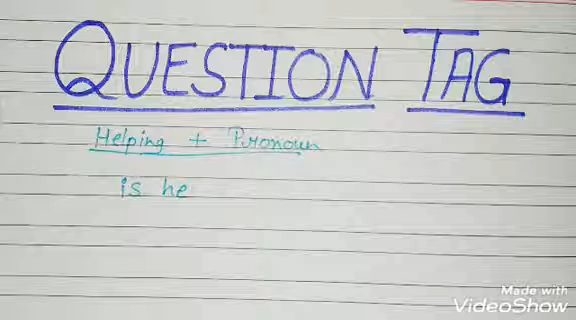 QUESTION TAG
Helping + Pronoun
is he
Made with
VideoShow